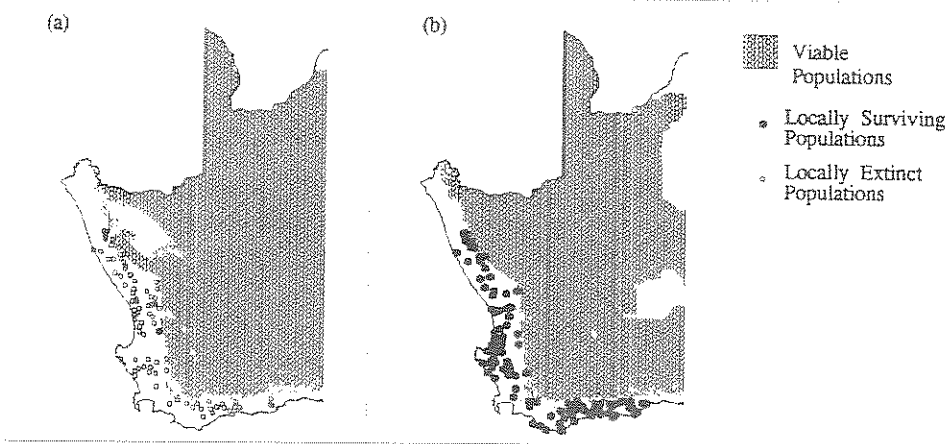 (a)
(b)
Viable
Populations
Locally Surviving
Populations
Locally Extinct
Populations